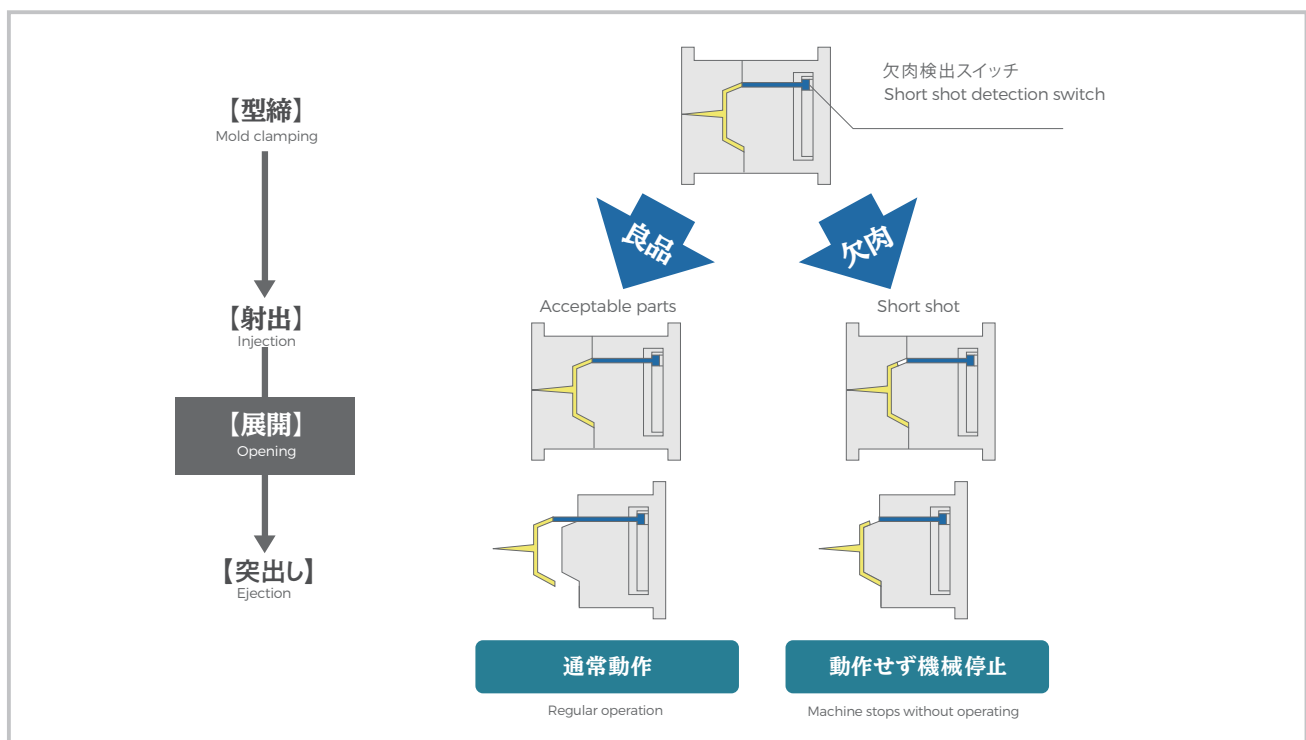 【型締】
Mold clamping
欠肉検出スイッチ
Short shot detection switch
良品
欠肉
【射出】
Injection
Acceptable parts
Short shot
【展開】
Opening
【突出し】
Ejection
通常動作
動作せず機械停止
Regular operation
Machine stops without operating